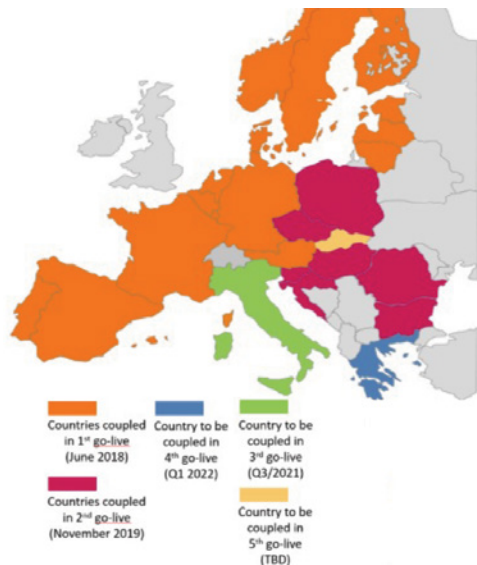 Countries coupled
in 1st go-live
(June 2018)
Country to be
coupled in
4th go-live
(Q1 2022)
Country to be
coupled in
3rd go-live
(Q3/2021)
Countries coupled
in 2nd go-live
(November 2019)
Country to be
coupled in
5th go-live
(TBD)